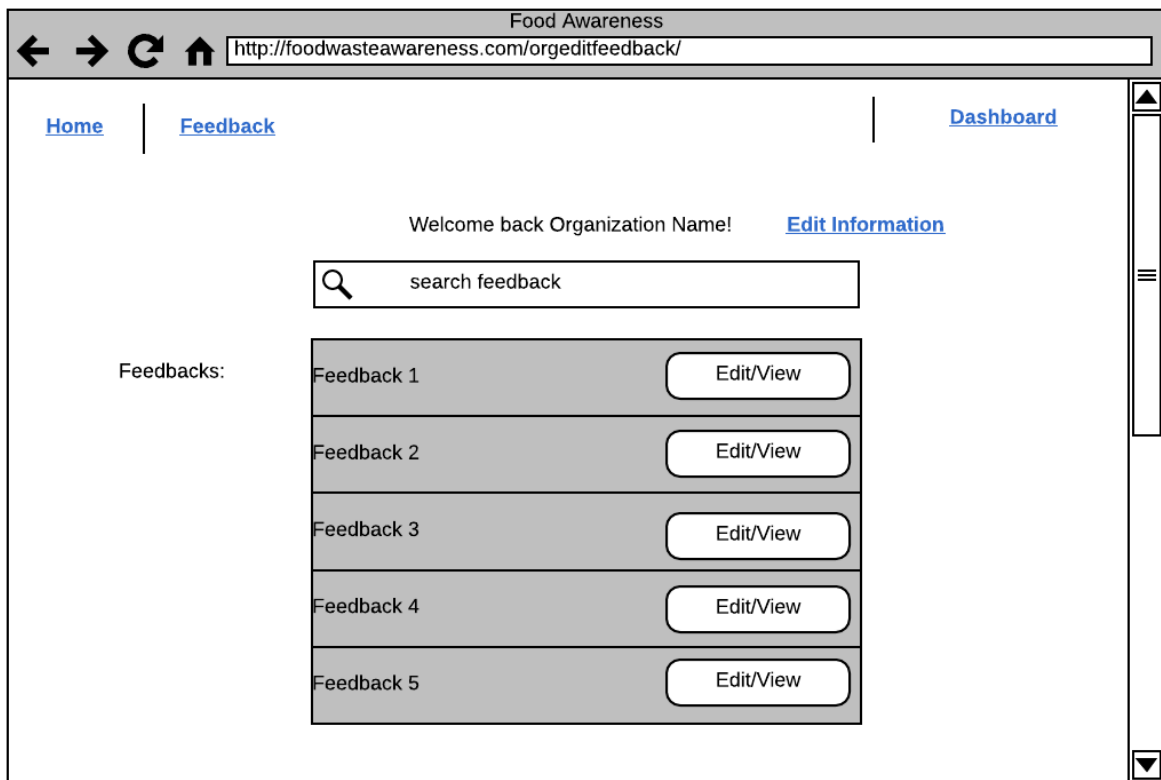 Food Awareness
http://foodwasteawareness.com/orgeditfeedback/
Home
Feedback
Dashboard
Welcome back Organization Name!
Edit Information
search feedback
Feedbacks:
Feedback 1
Edit/View
Feedback 2
Edit/View
Feedback 3
Edit/View
Feedback 4
Edit/View
Feedback 5
Edit/View